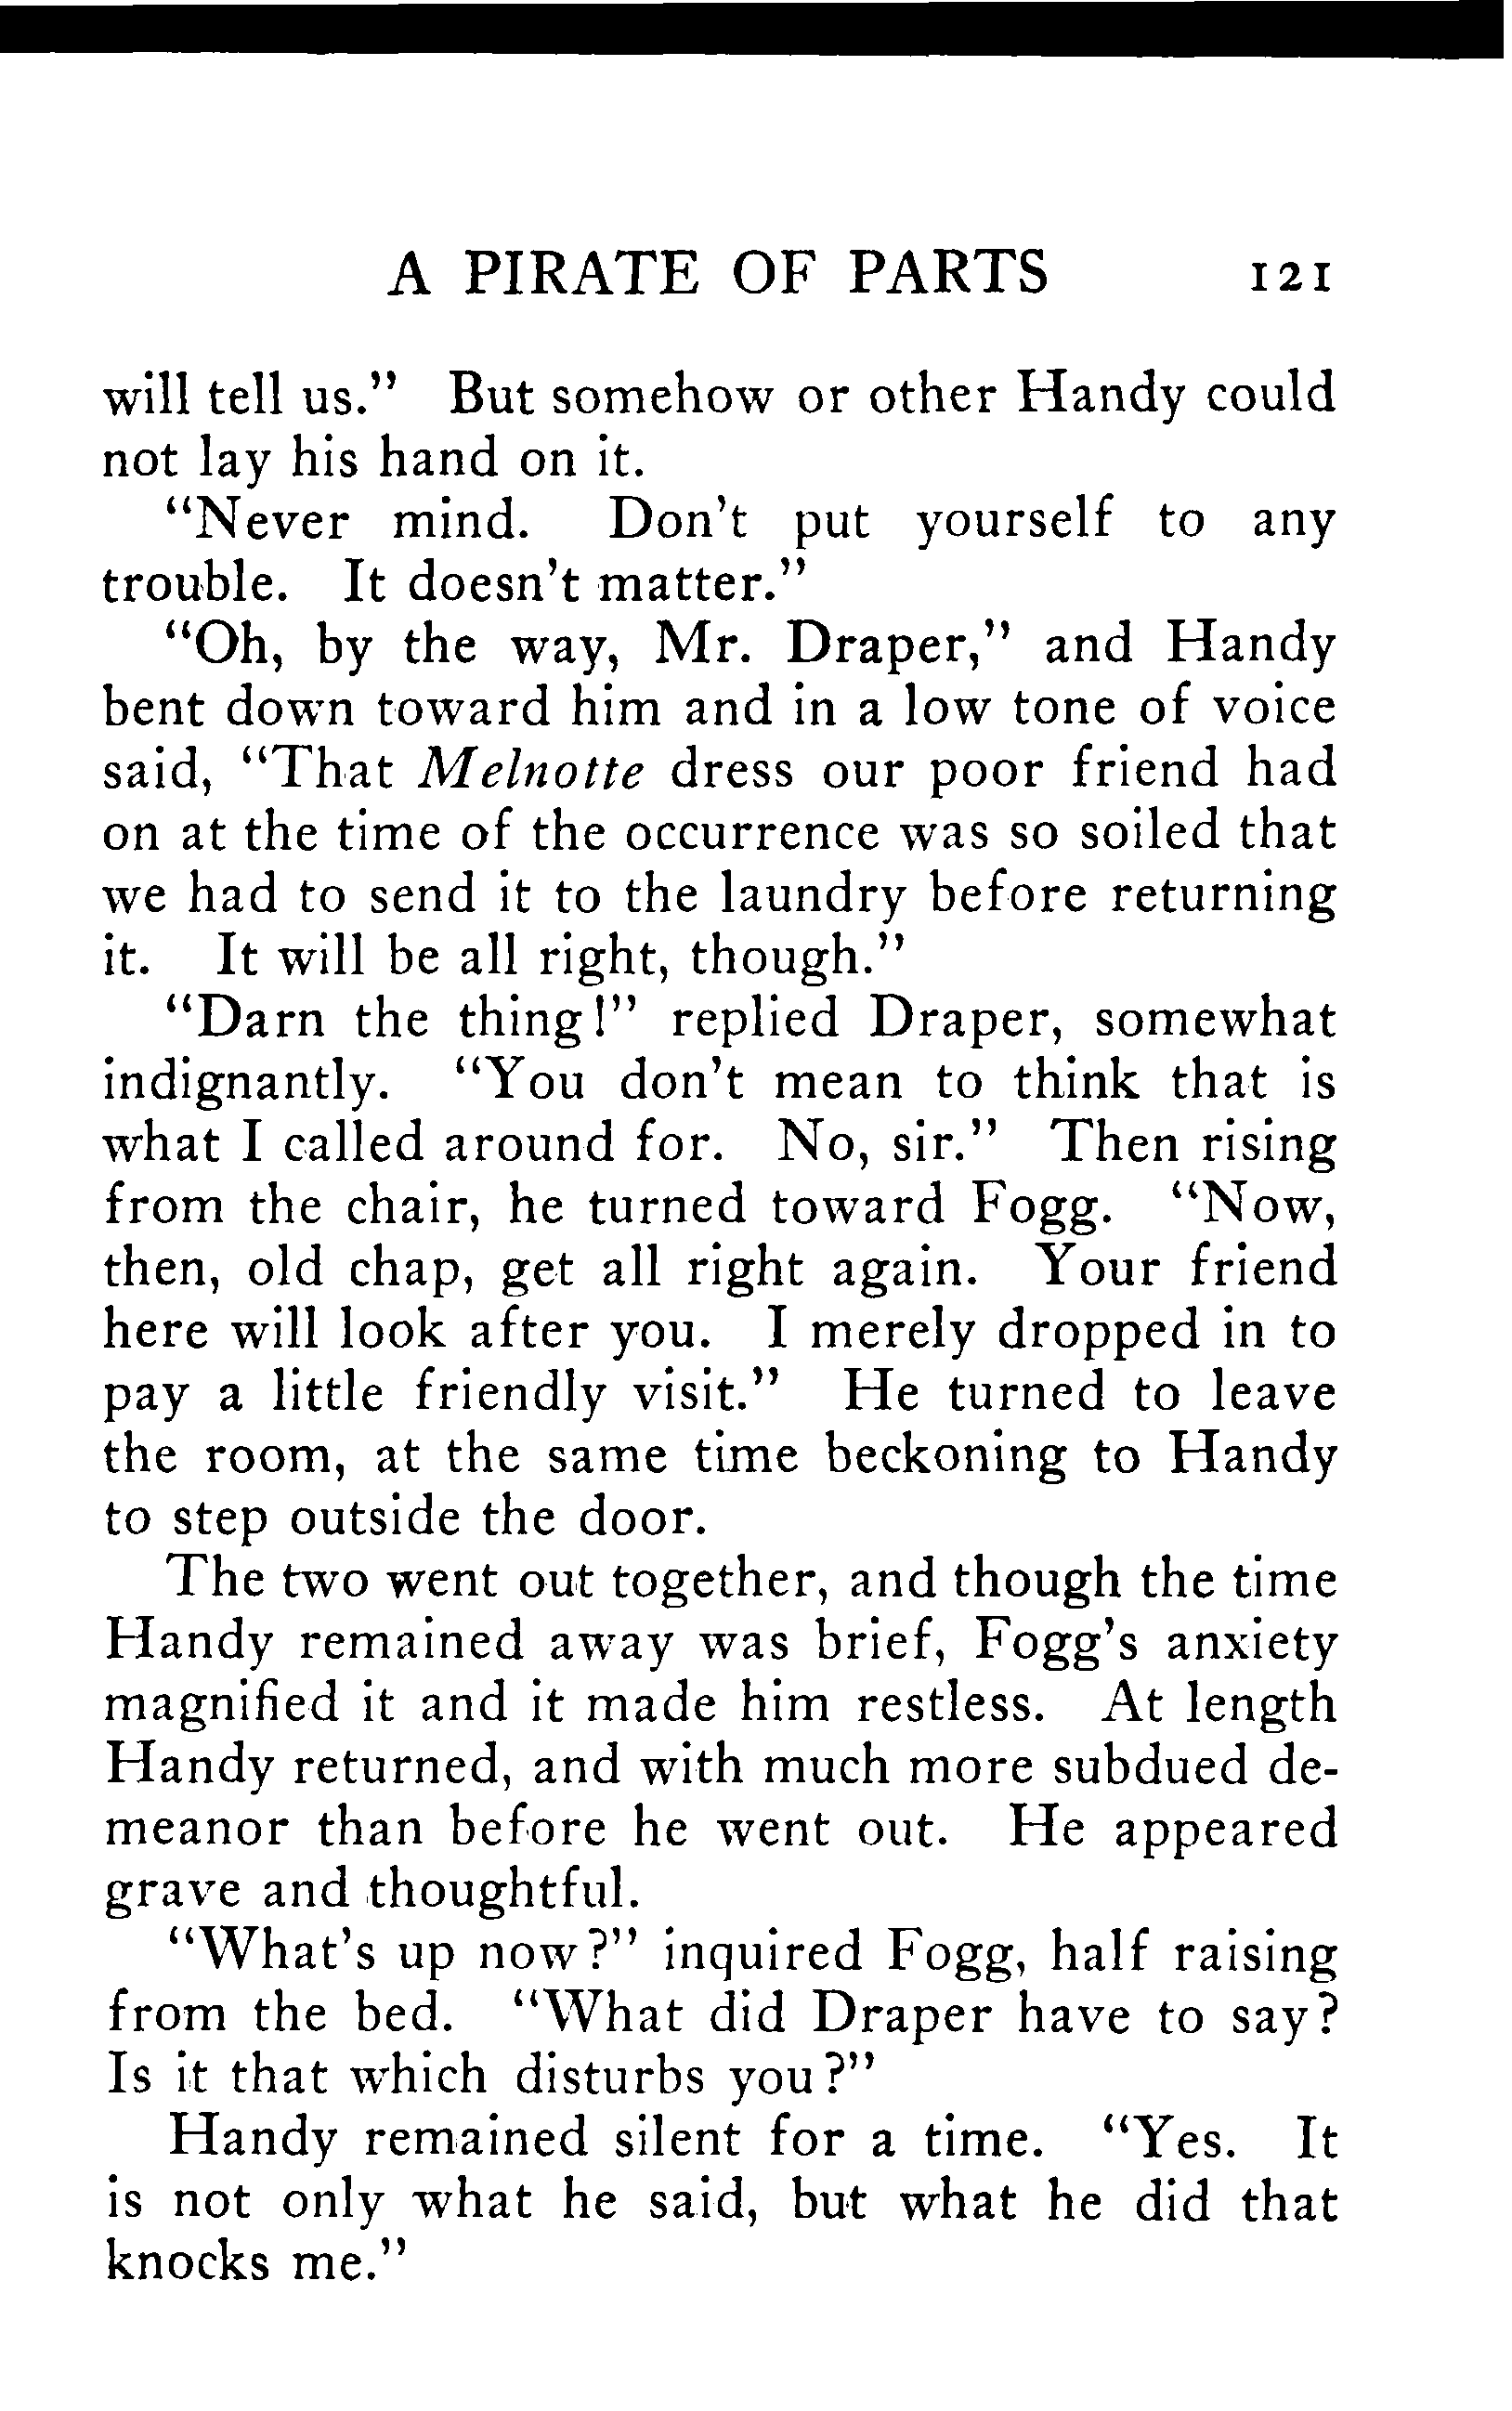 A PIRATE OF PARTS 121
will tell us." But somehow or other Handy could
not lay his hand on it.
"Never mind. Don't put yourself to any
trouble. It doesn't matter."
"Oh, by the way, Mr. Draper," and Handy
bent down toward him and in a low tone of voice
said, "That Melnotte dress our poor friend had
on at the time of the occurrence was so soiled that
we had to send it to the laundry before returning
it. It will be all right, though."
"Darn the thing!" replied Draper, somewhat
indignantly. "You don't mean to think that is
what I called around for. No, sir." Then rising
from the chair, he turned toward Fogg. "Now,
then, old chap, get all right again. Your friend
here will look after you. I merely dropped in to
pay a little friendly visit." He turned to leave
the room, at the same time beckoning to Handy
to step outside the door.
The two went out together, and though the time
Handy remained away was brief, Fogg's anxiety
magnified it and it made him restless. At length
Handy returned, and with much more subdued de-
meanor than before he went out. He appeared
grave and thoughtful.
"What's up now?" inquired Fogg, half raising
from the bed. "What did Draper have to say?
Is it that which disturbs you?"
Handy remained silent for a time. "Yes. It
is not only what he said, but what he did that
knocks me."